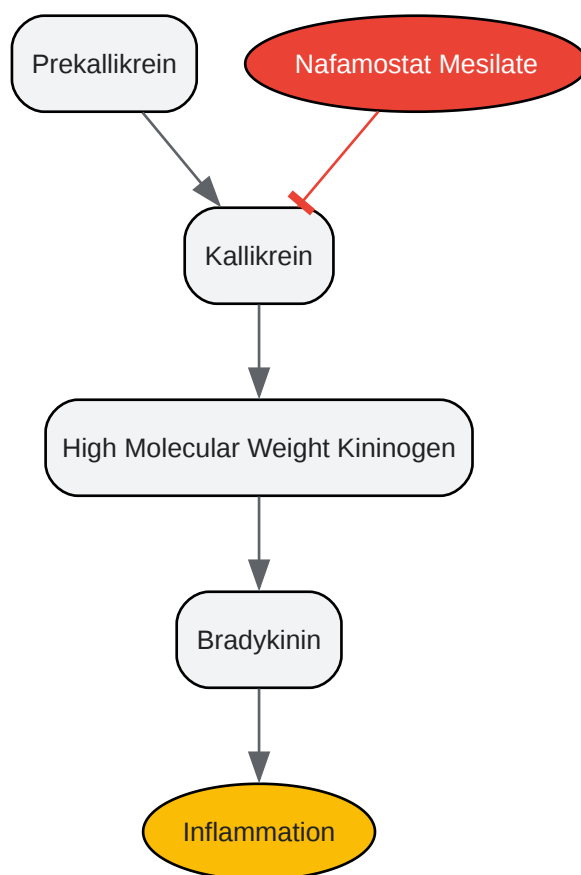 Prekallikrein
Nafamostat Mesilate
Kallikrein
High Molecular Weight Kininogen
Bradykinin
Inflammation